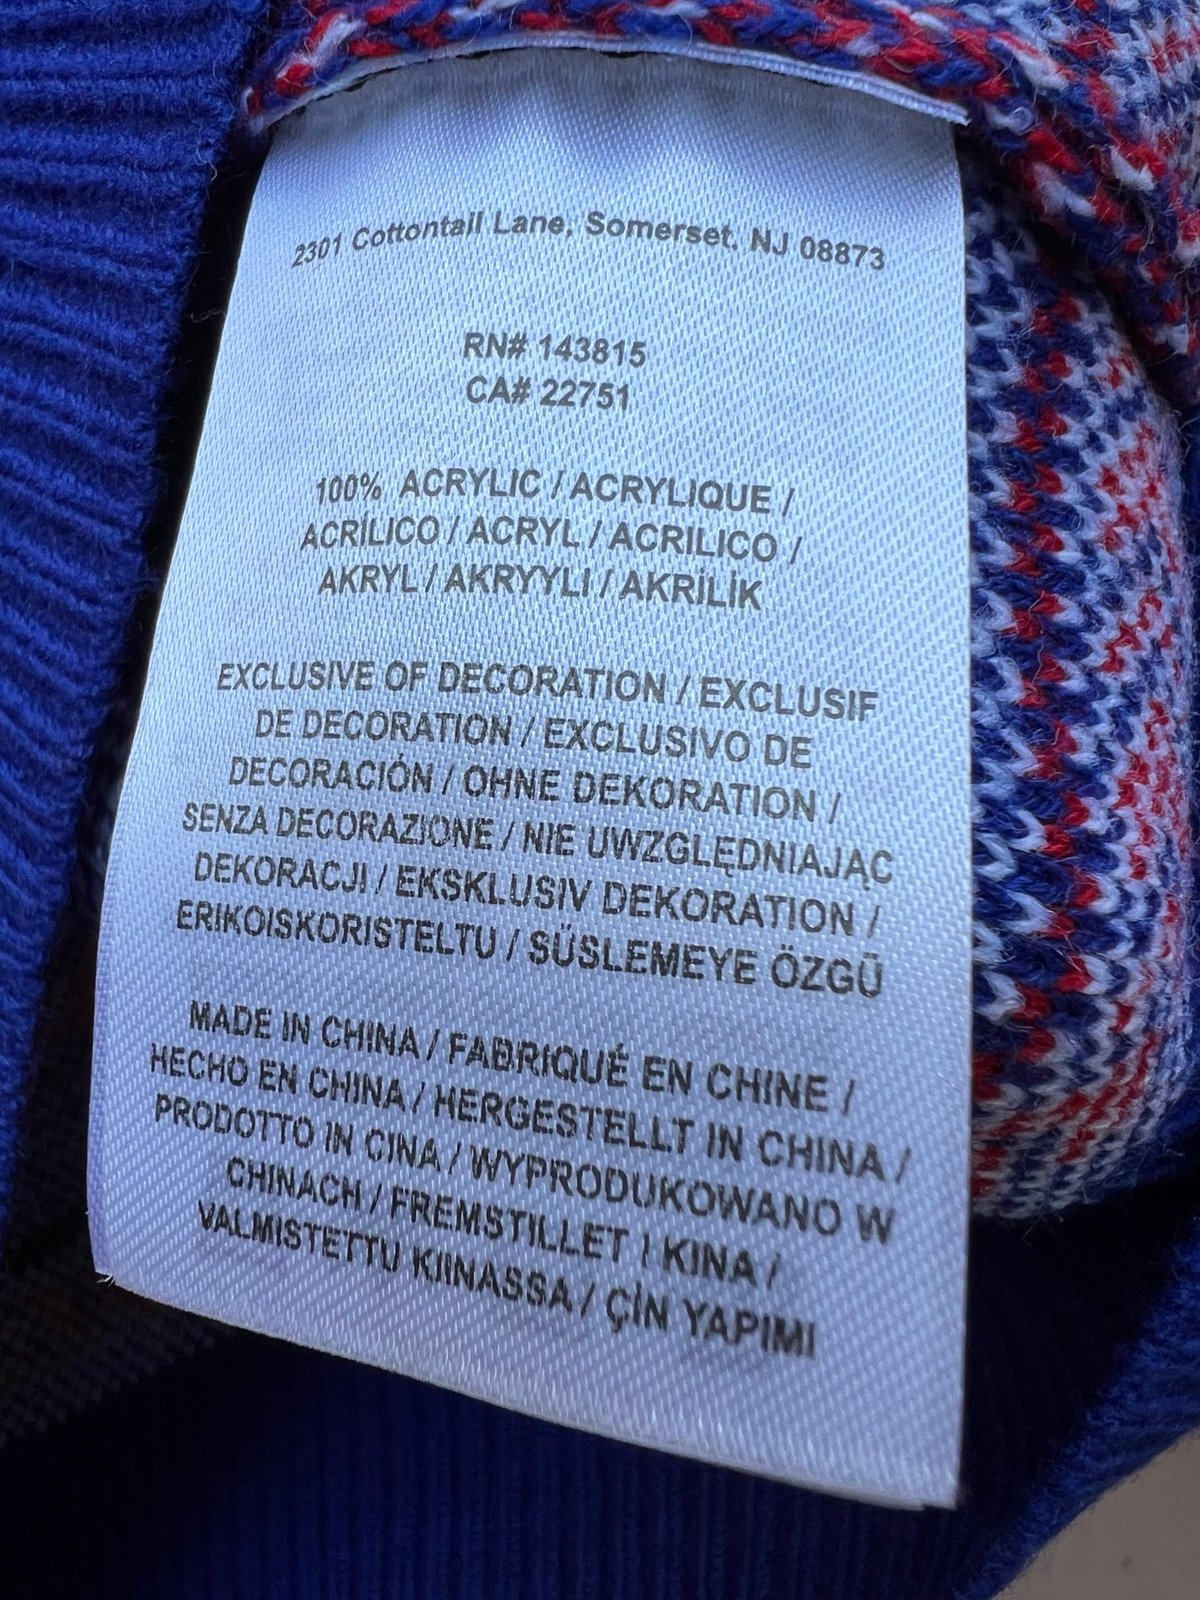 2301 Cottontail Lane, Somerset, NJ 08873
RN# 143815
CA# 22751
100% ACRYLIC / ACRYLIQUE /
ACRÍLICO / ACRYL / ACRILICO /
AKRYL / AKRYYLI / AKRİLİK
EXCLUSIVE OF DECORATION / EXCLUSIF
DE DECORATION / EXCLUSIVO DE
DECORACIÓN / OHNE DEKORATION /
SENZA DECORAZIONE / NIE UWZGLĘDNIAJĄC
DEKORACJI / EKSKLUSIV DEKORATION /
ERIKOISKORISTELTU / SÜSLEMEYE ÖZGÜ
MADE IN CHINA / FABRIQUÉ EN CHINE /
HECHO EN CHINA / HERGESTELLT IN CHINA /
PRODOTTO IN CINA / WYPRODUKOWANO W
CHINACH / FREMSTILLET I KINA /
VALMISTETTU KIINASSA / ÇİN YAPIMI